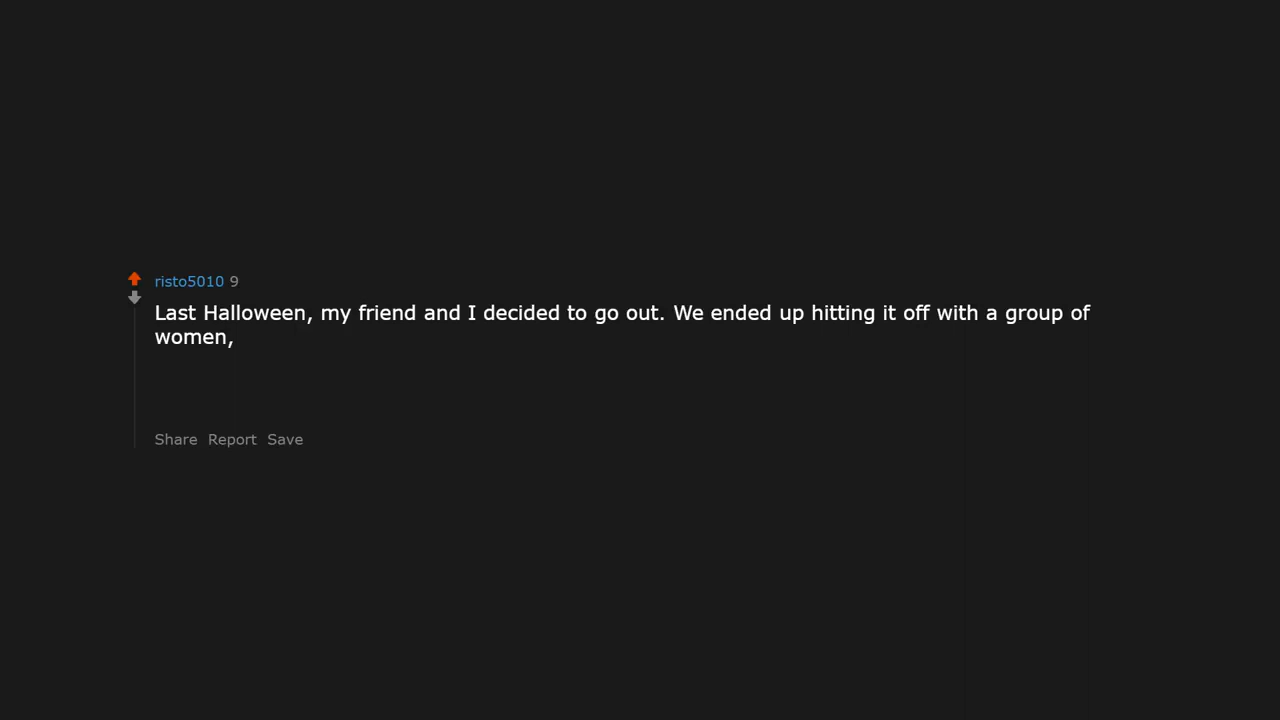 risto5010 9
Last Halloween, my friend and I decided to go out. We ended up hitting it off with a group of
women,
Share Report Save